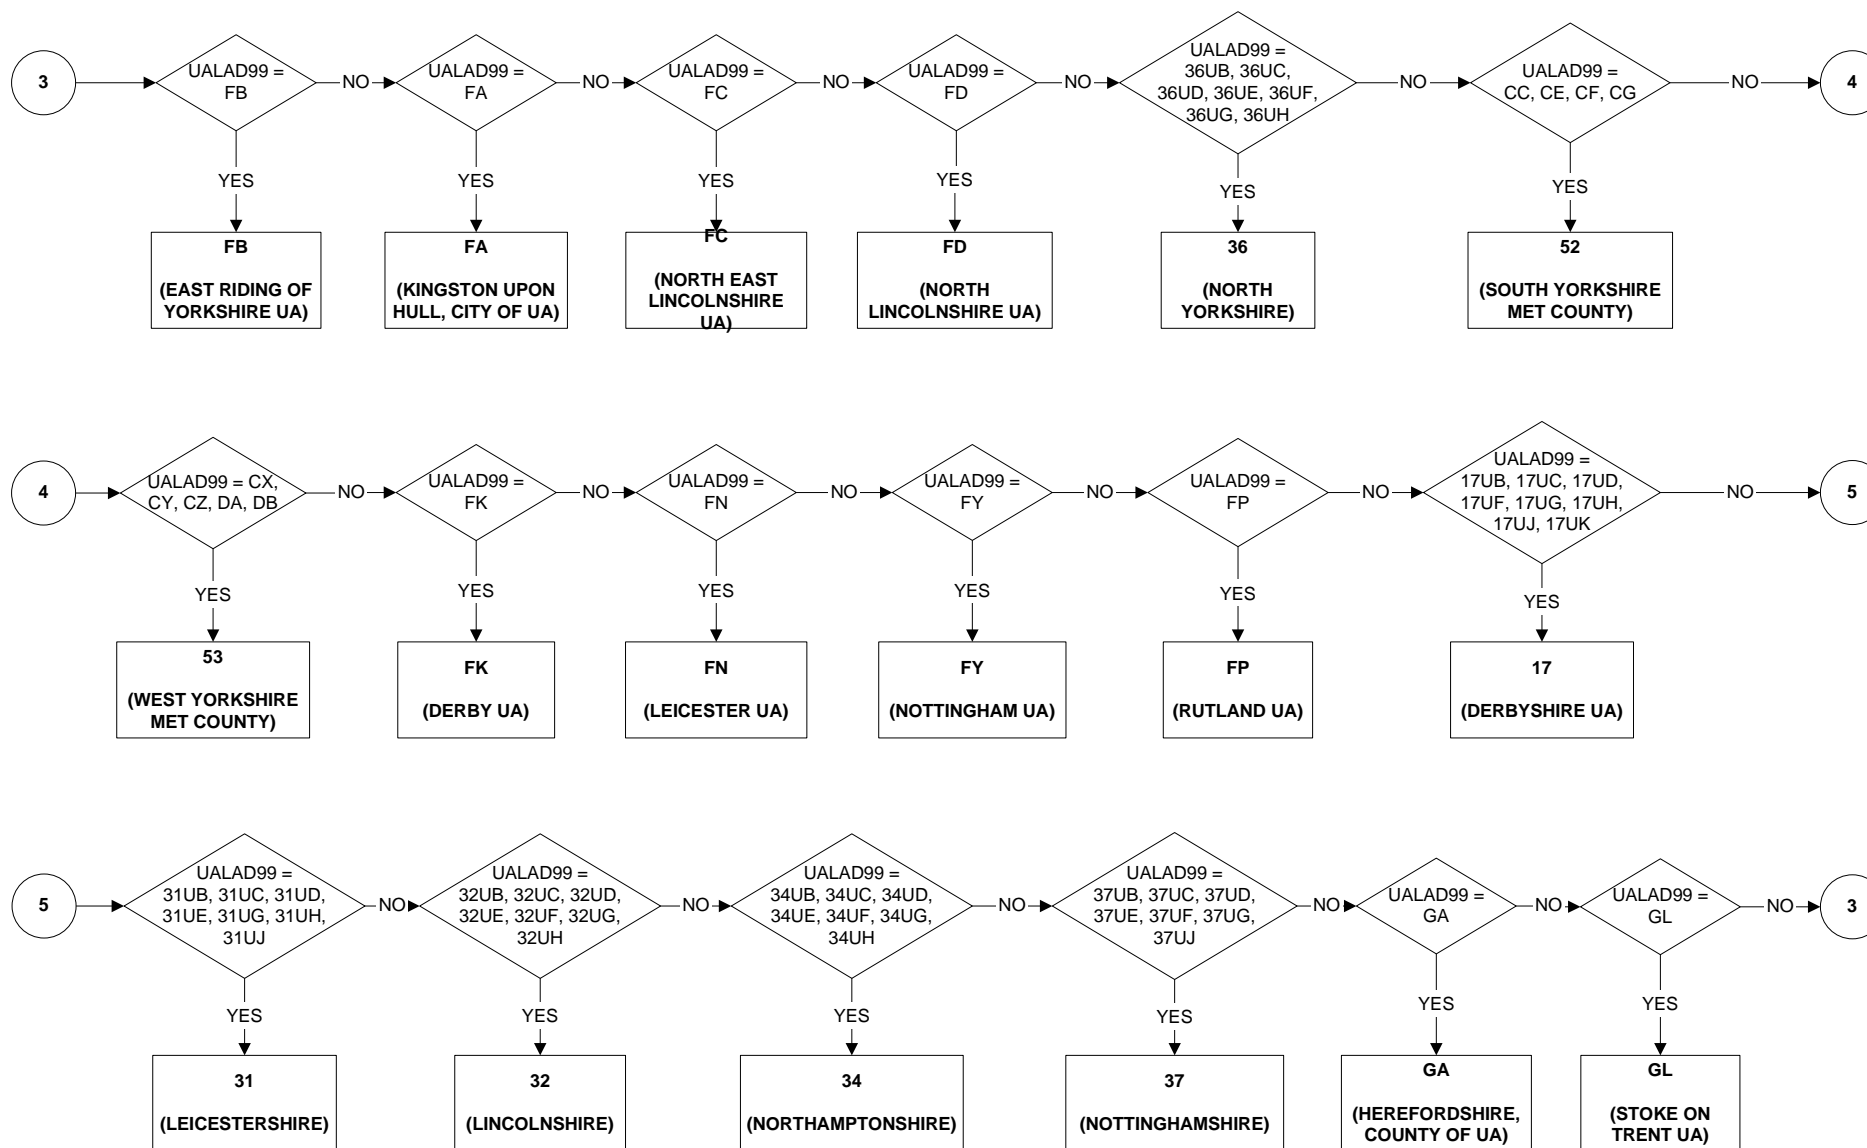 3
UALAD99 =
FB
NO
UALAD99 =
FA
NO
UALAD99 =
FC
NO
UALAD99 =
FD
NO
UALAD99 =
36UB, 36UC,
36UD, 36UE, 36UF,
36UG, 36UH
NO
UALAD99 =
CC, CE, CF, CG
NO
4
YES
YES
YES
YES
YES
YES
FB
(EAST RIDING OF
YORKSHIRE UA)
FA
(KINGSTON UPON
HULL, CITY OF UA)
FC
(NORTH EAST
LINCOLNSHIRE
UA)
FD
(NORTH
LINCOLNSHIRE UA)
36
(NORTH
YORKSHIRE)
52
(SOUTH YORKSHIRE
MET COUNTY)
4
UALAD99 = CX,
CY, CZ, DA, DB
NO
UALAD99 =
FK
NO
UALAD99 =
FN
NO
UALAD99 =
FY
NO
UALAD99 =
FP
NO
UALAD99 =
17UB, 17UC, 17UD,
17UF, 17UG, 17UH,
17UJ, 17UK
NO
5
YES
YES
YES
YES
YES
YES
53
(WEST YORKSHIRE
MET COUNTY)
FK
(DERBY UA)
FN
(LEICESTER UA)
FY
(NOTTINGHAM UA)
FP
(RUTLAND UA)
17
(DERBYSHIRE UA)
5
UALAD99 =
31UB, 31UC, 31UD,
31UE, 31UG, 31UH,
31UJ
NO
UALAD99 =
32UB, 32UC, 32UD,
32UE, 32UF, 32UG,
32UH
NO
UALAD99 =
34UB, 34UC, 34UD,
34UE, 34UF, 34UG,
34UH
NO
UALAD99 =
37UB, 37UC, 37UD,
37UE, 37UF, 37UG,
37UJ
NO
UALAD99 =
GA
NO
UALAD99 =
GL
NO
3
YES
YES
YES
YES
YES
YES
31
(LEICESTERSHIRE)
32
(LINCOLNSHIRE)
34
(NORTHAMPTONSHIRE)
37
(NOTTINGHAMSHIRE)
GA
(HEREFORDSHIRE,
COUNTY OF UA)
GL
(STOKE ON
TRENT UA)